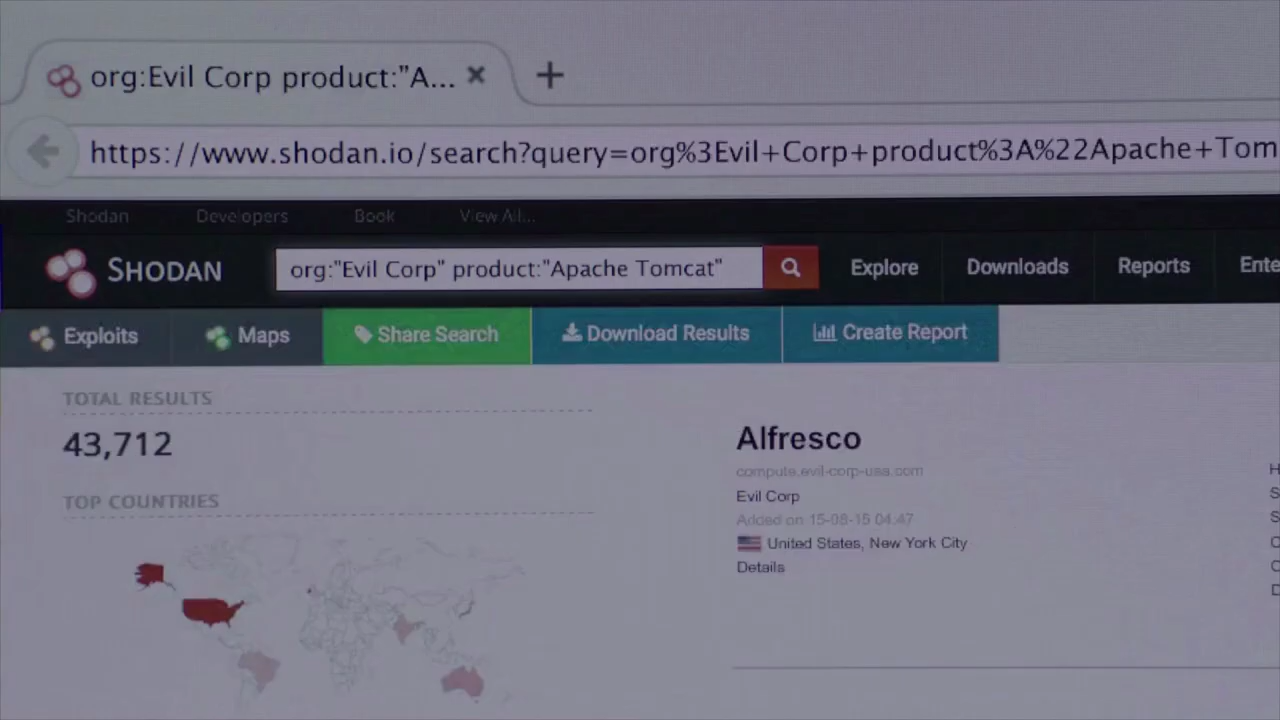 org:Evil Corp product:"A...
https://www.shodan.io/search?query=org%3Evil+Corp+product%3A%22Apache+Tom
Shodan Developers Book View All...
SHODAN org:"Evil Corp" product:"Apache Tomcat" Explore Downloads Reports Ente
Exploits Maps Share Search Download Results Create Report
TOTAL RESULTS
43,712
TOP COUNTRIES
Alfresco
compute.evil-corp-usa.com
Evil Corp
Added on 15-08-15 04:47
United States, New York City
Details
H
S
S
C
C
D